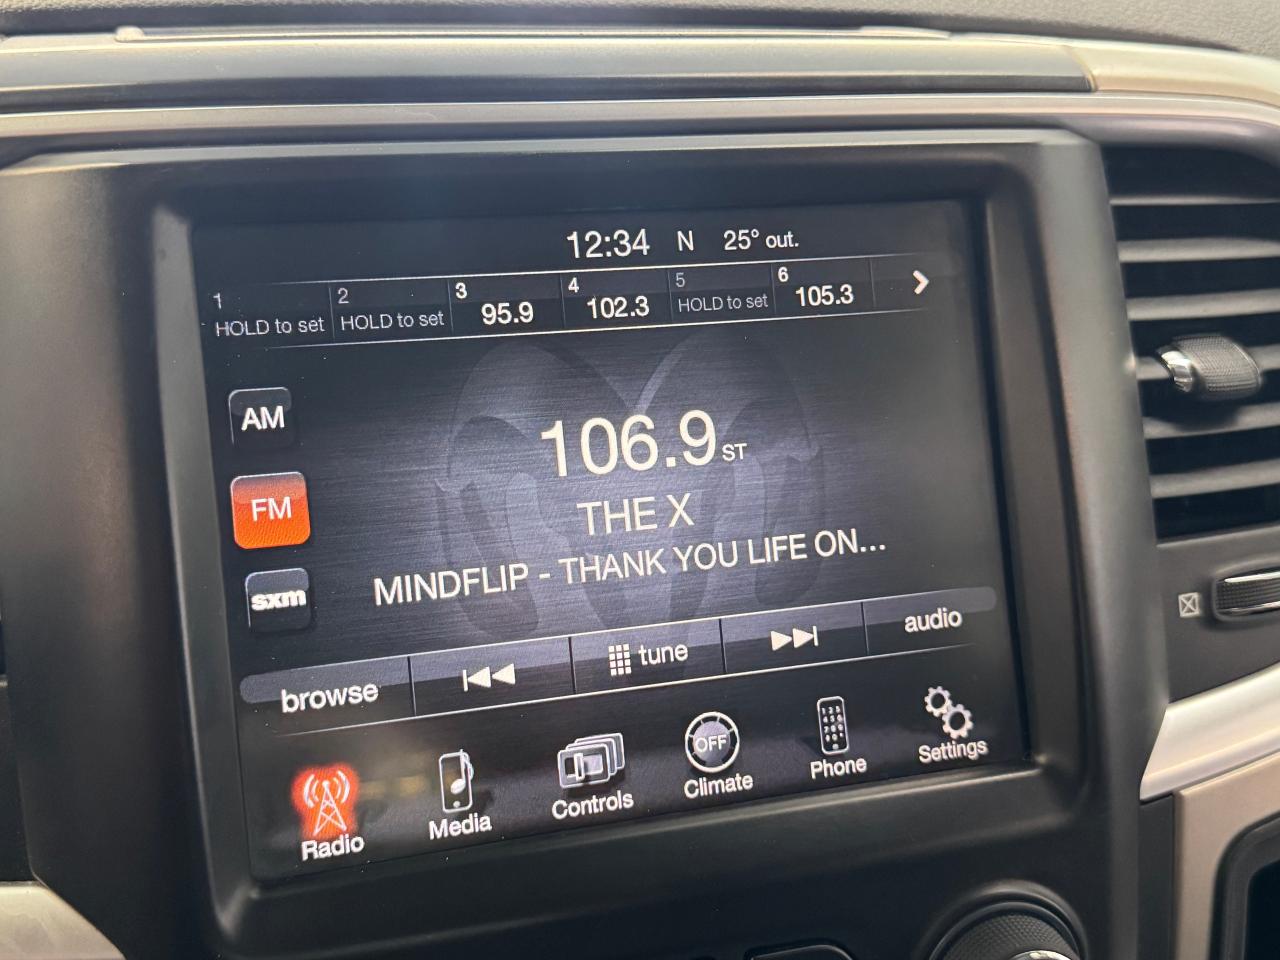 12:34 N 25° out.
1 2 3 4 5 6
HOLD to set HOLD to set 95.9 102.3 HOLD to set 105.3
AM
106.9 ST
FM
THE X
MINDFLIP - THANK YOU LIFE ON...
sxm
browse tune audio
Radio Media Controls OFF Climate Phone Settings